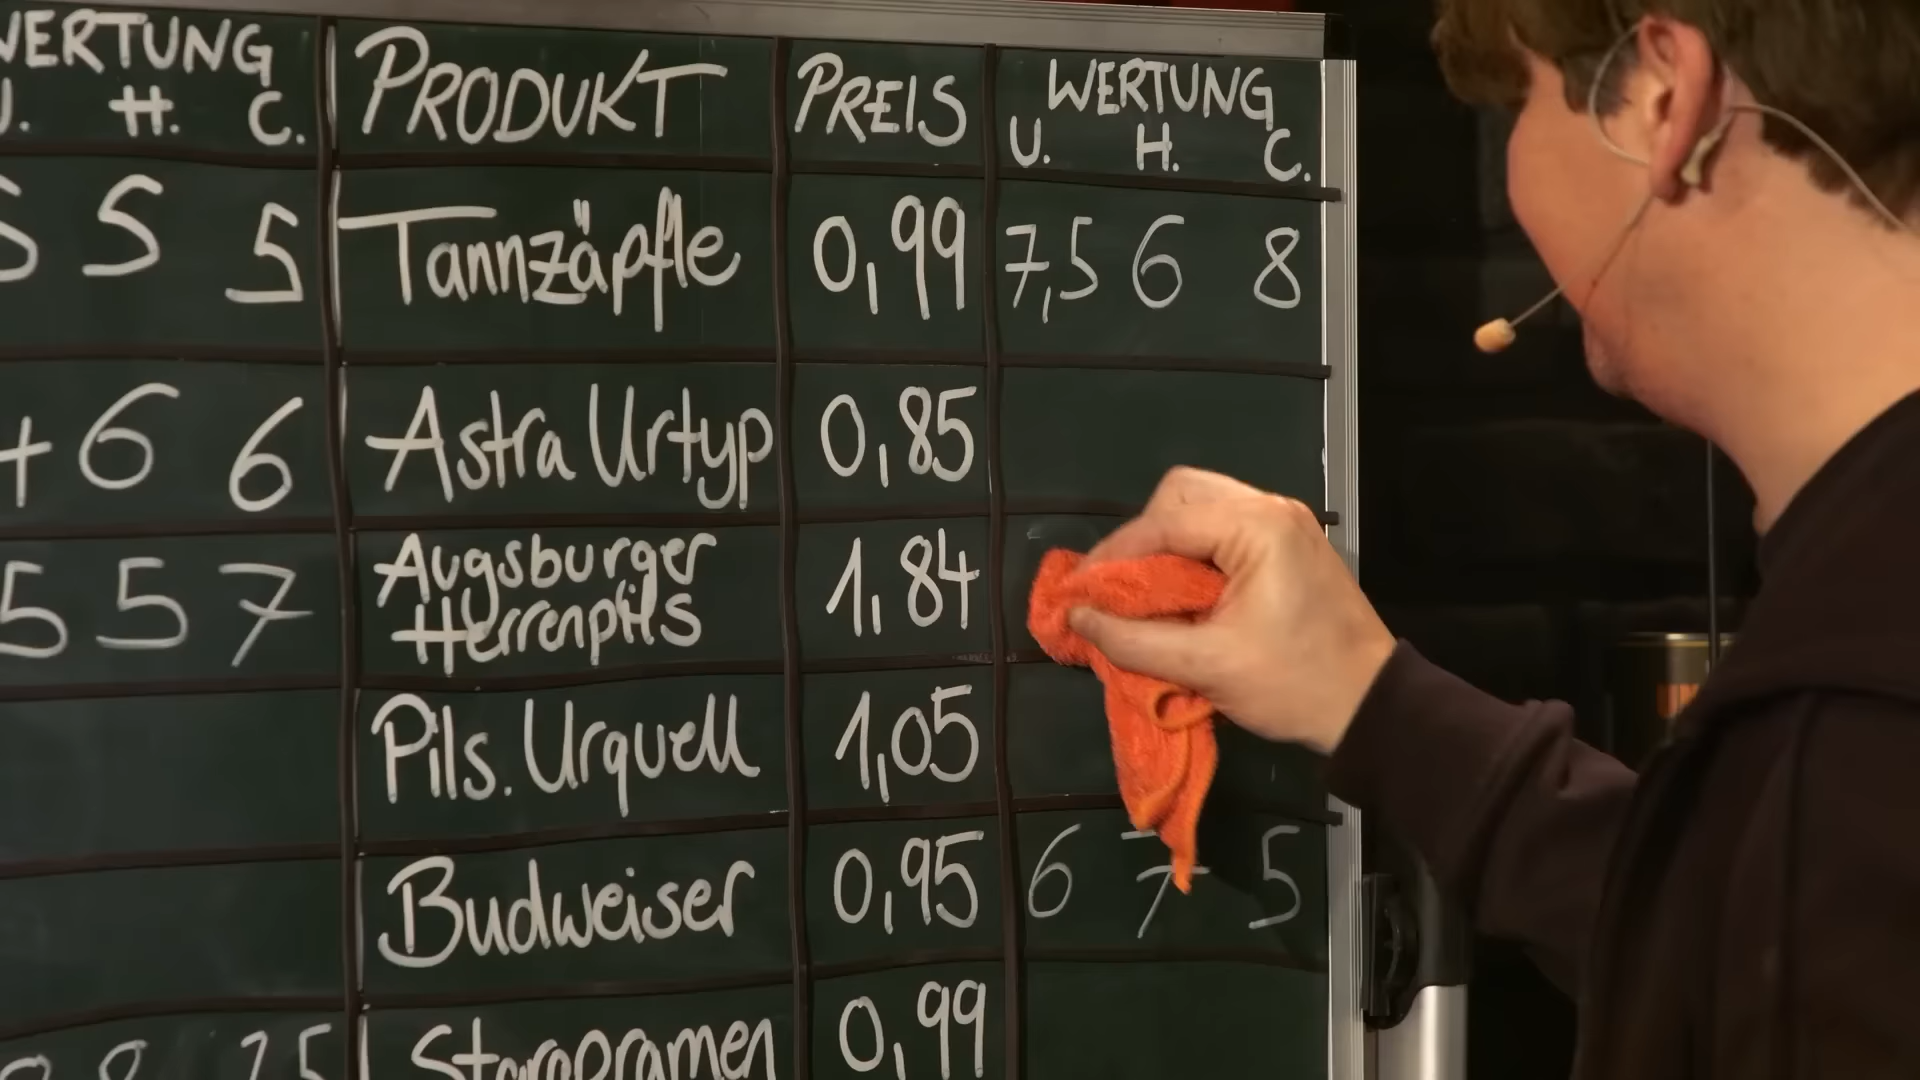 WERTUNG
U. H. C.
5 5 5
+ 6 6
5 5 7
PRODUKT PREIS WERTUNG
U. H. C.
Tannzäpfle 0,99 7,5 6 8
Astra Urtyp 0,85
Augsburger
Herrenpils 1,84
Pils. Urquell 1,05
Budweiser 0,95 6 7 5
Staropramen 0,99